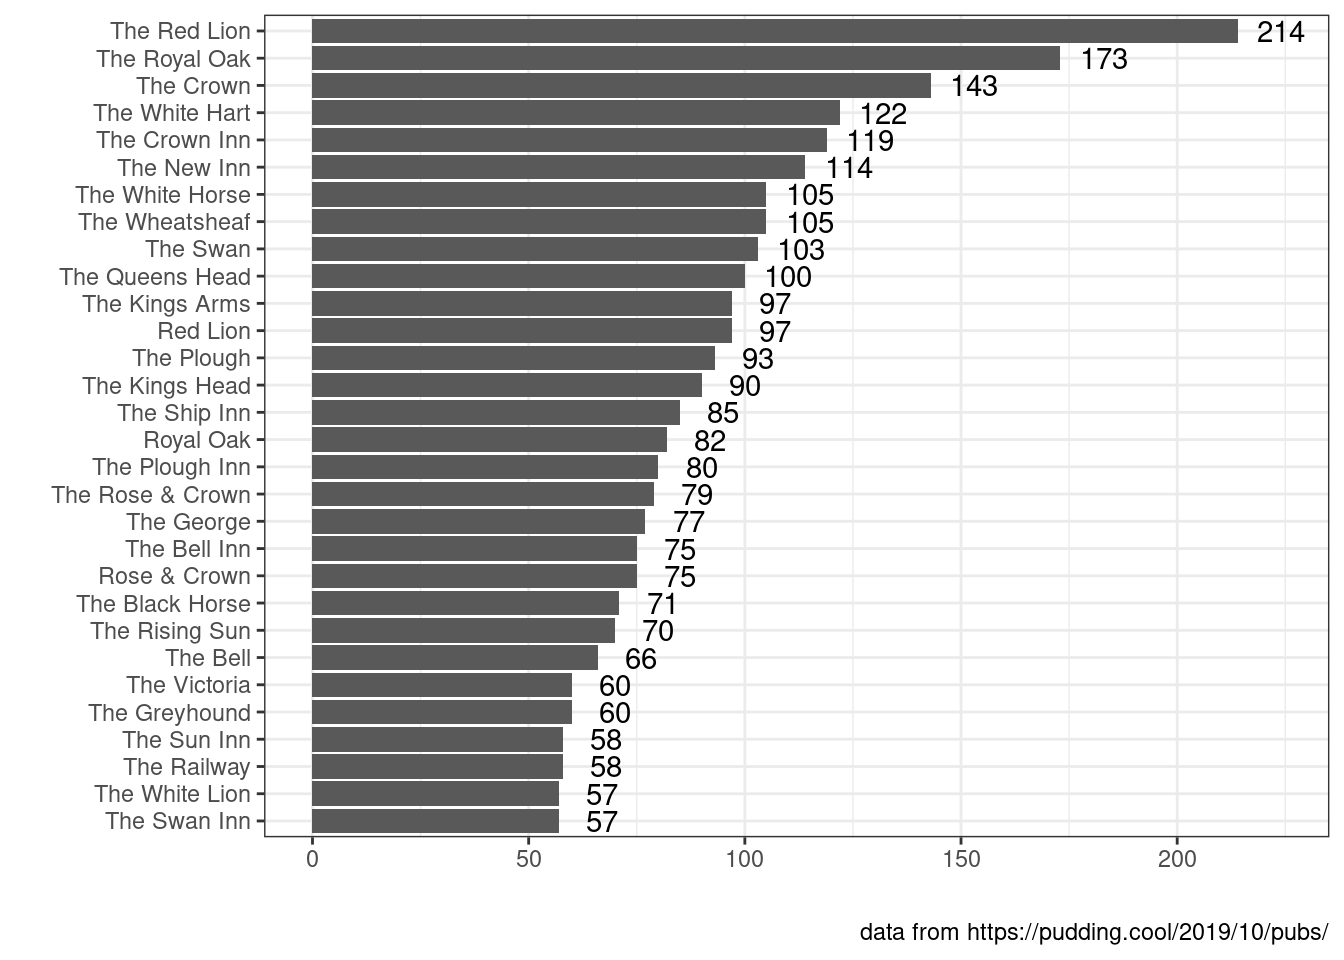 The Red Lion 214
The Royal Oak 173
The Crown 143
The White Hart 122
The Crown Inn 119
The New Inn 114
The White Horse 105
The Wheatsheaf 105
The Swan 103
The Queens Head 100
The Kings Arms 97
Red Lion 97
The Plough 93
The Kings Head 90
The Ship Inn 85
Royal Oak 82
The Plough Inn 80
The Rose & Crown 79
The George 77
The Bell Inn 75
Rose & Crown 75
The Black Horse 71
The Rising Sun 70
The Bell 66
The Victoria 60
The Greyhound 60
The Sun Inn 58
The Railway 58
The White Lion 57
The Swan Inn 57
0 50 100 150 200
data from https://pudding.cool/2019/10/pubs/